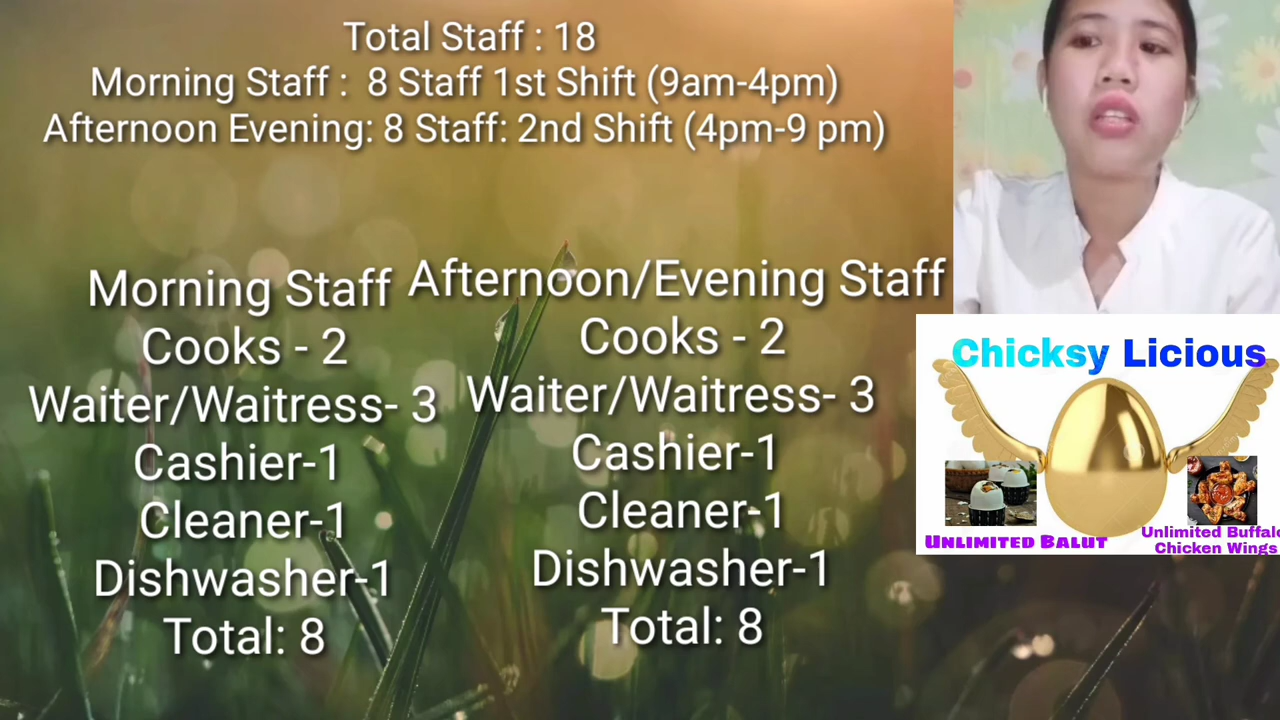 Total Staff : 18
Morning Staff :  8 Staff 1st Shift (9am-4pm)
Afternoon Evening: 8 Staff: 2nd Shift (4pm-9 pm)
Morning Staff
Cooks - 2
Waiter/Waitress- 3
Cashier-1
Cleaner-1
Dishwasher-1
Total: 8
Afternoon/Evening Staff
Cooks - 2
Waiter/Waitress- 3
Cashier-1
Cleaner-1
Dishwasher-1
Total: 8
Chicksy Licious
Unlimited Balut
Unlimited Buffalo
Chicken Wings